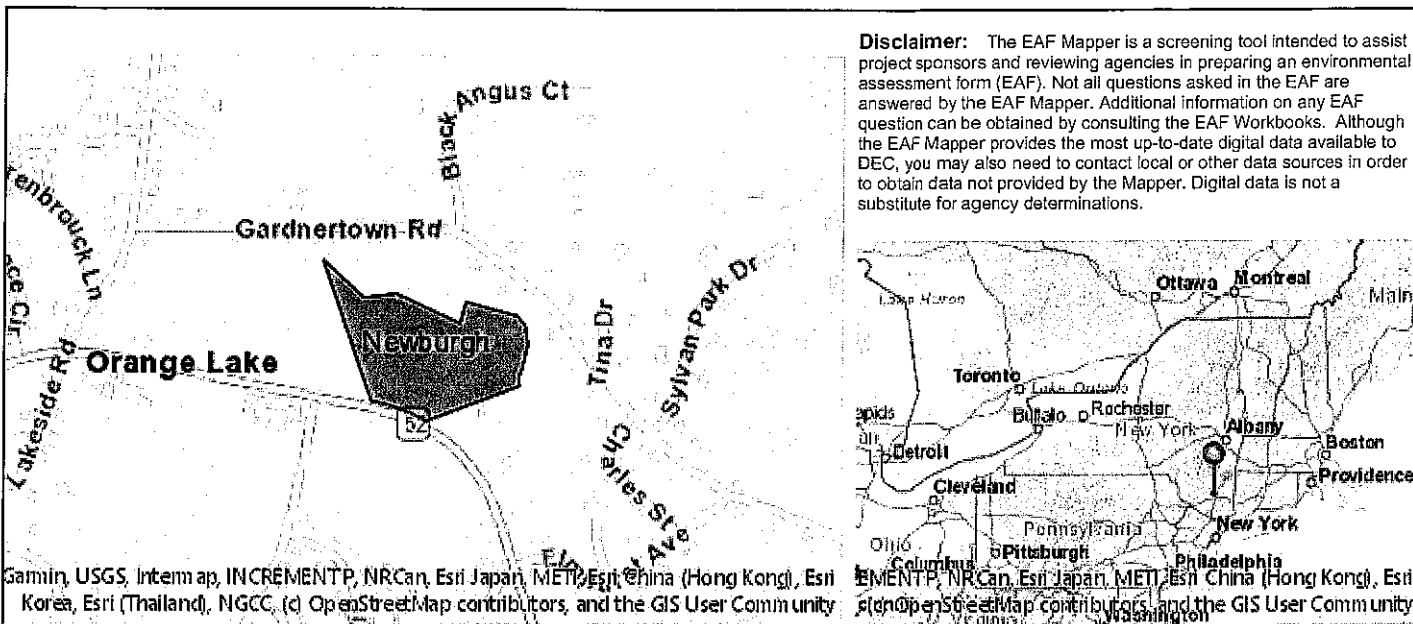 Disclaimer: The EAF Mapper is a screening tool intended to assist
project sponsors and reviewing agencies in preparing an environmental
assessment form (EAF). Not all questions asked in the EAF are
answered by the EAF Mapper. Additional information on any EAF
question can be obtained by consulting the EAF Workbooks. Although
the EAF Mapper provides the most up-to-date digital data available to
DEC, you may also need to contact local or other data sources in order
to obtain data not provided by the Mapper. Digital data is not a
substitute for agency determinations.
Black Angus Ct
Gardnertown Rd
Newburgh
Orange Lake
Lakeside Rd
Tina Dr
Sylvan Park Dr
Charles St
52
Garmin, USGS, Intermap, INCREMENT P, NRCan, Esri Japan, METI, Esri China (Hong Kong), Esri
Korea, Esri (Thailand), NGCC, (c) OpenStreetMap contributors, and the GIS User Community
Ottawa
Montreal
Lake Huron
Toronto
Lake Ontario
Buffalo
Rochester
New York
Albany
Boston
Detroit
Providence
Cleveland
Pennsylvania
New York
Ohio
Pittsburgh
Philadelphia
Columbus
EMENT P, NRCan, Esri Japan, METI, Esri China (Hong Kong), Esri
OpenStreetMap contributors, and the GIS User Community
Washington